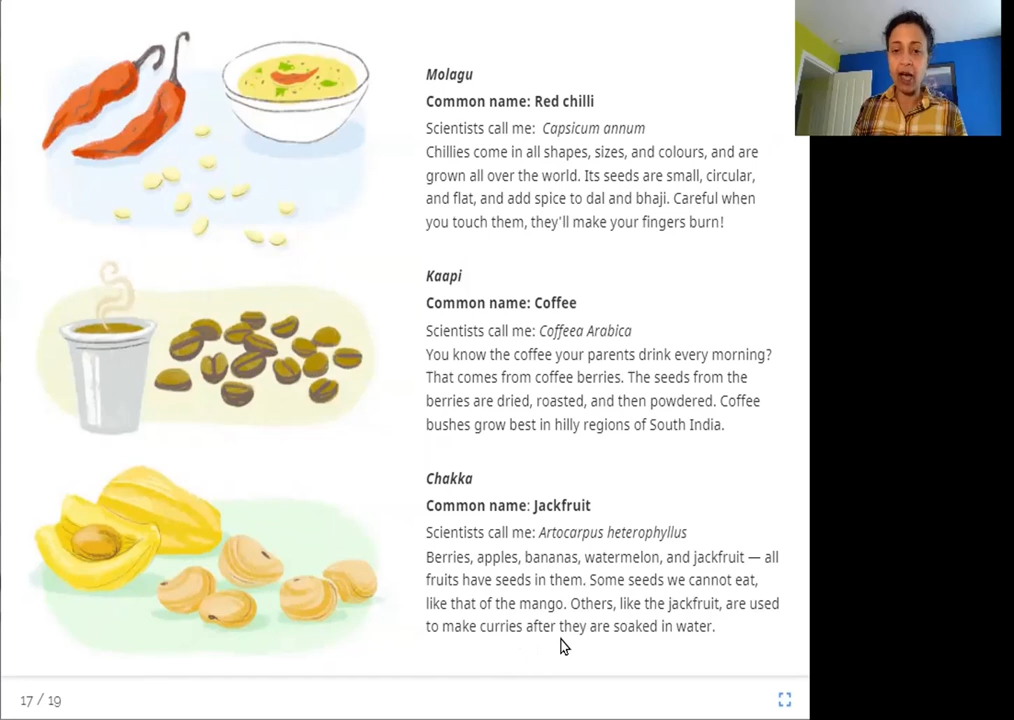 Molagu
Common name: Red chilli
Scientists call me: Capsicum annum
Chillies come in all shapes, sizes, and colours, and are
grown all over the world. Its seeds are small, circular,
and flat, and add spice to dal and bhaji. Careful when
you touch them, they'll make your fingers burn!
Kaapi
Common name: Coffee
Scientists call me: Coffea Arabica
You know the coffee your parents drink every morning?
That comes from coffee berries. The seeds from the
berries are dried, roasted, and then powdered. Coffee
bushes grow best in hilly regions of South India.
Chakka
Common name: Jackfruit
Scientists call me: Artocarpus heterophyllus
Berries, apples, bananas, watermelon, and jackfruit — all
fruits have seeds in them. Some seeds we cannot eat,
like that of the mango. Others, like the jackfruit, are used
to make curries after they are soaked in water.
17 / 19